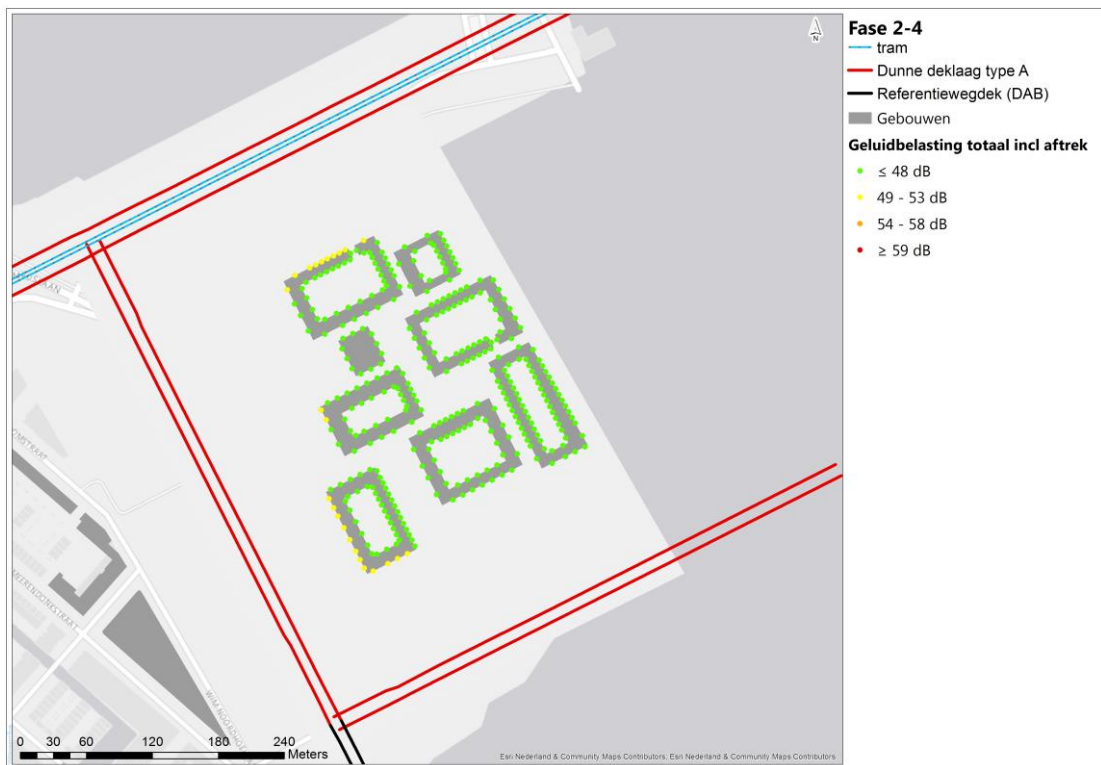 Fase 2-4
tram
Dunne deklaag type A
Referentiewegdek (DAB)
Gebouwen
Geluidbelasting totaal incl aftrek
≤ 48 dB
49 - 53 dB
54 - 58 dB
≥ 59 dB
N
0 30 60 120 180 240
Meters
Esri Nederland & Community Maps Contributors, Esri Nederland & Community Maps Contributors